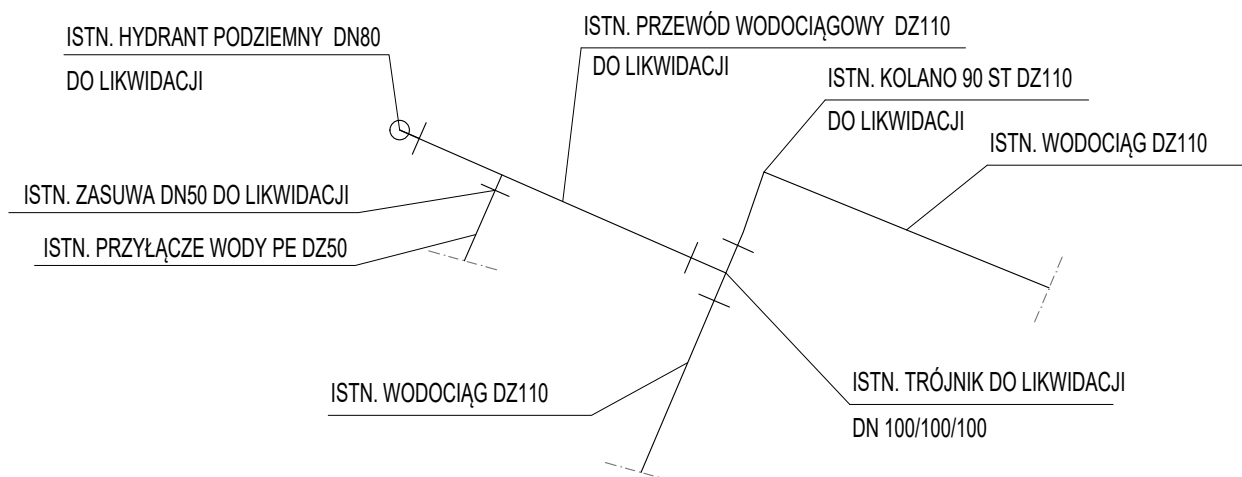 ISTN. HYDRANT PODZIEMNY DN80
DO LIKWIDACJI
ISTN. PRZEWÓD WODOCIĄGOWY DZ110
DO LIKWIDACJI
ISTN. KOLANO 90 ST DZ110
DO LIKWIDACJI
ISTN. WODOCIĄG DZ110
ISTN. ZASUWA DN50 DO LIKWIDACJI
ISTN. PRZYŁĄCZE WODY PE DZ50
ISTN. WODOCIĄG DZ110
ISTN. TRÓJNIK DO LIKWIDACJI
DN 100/100/100